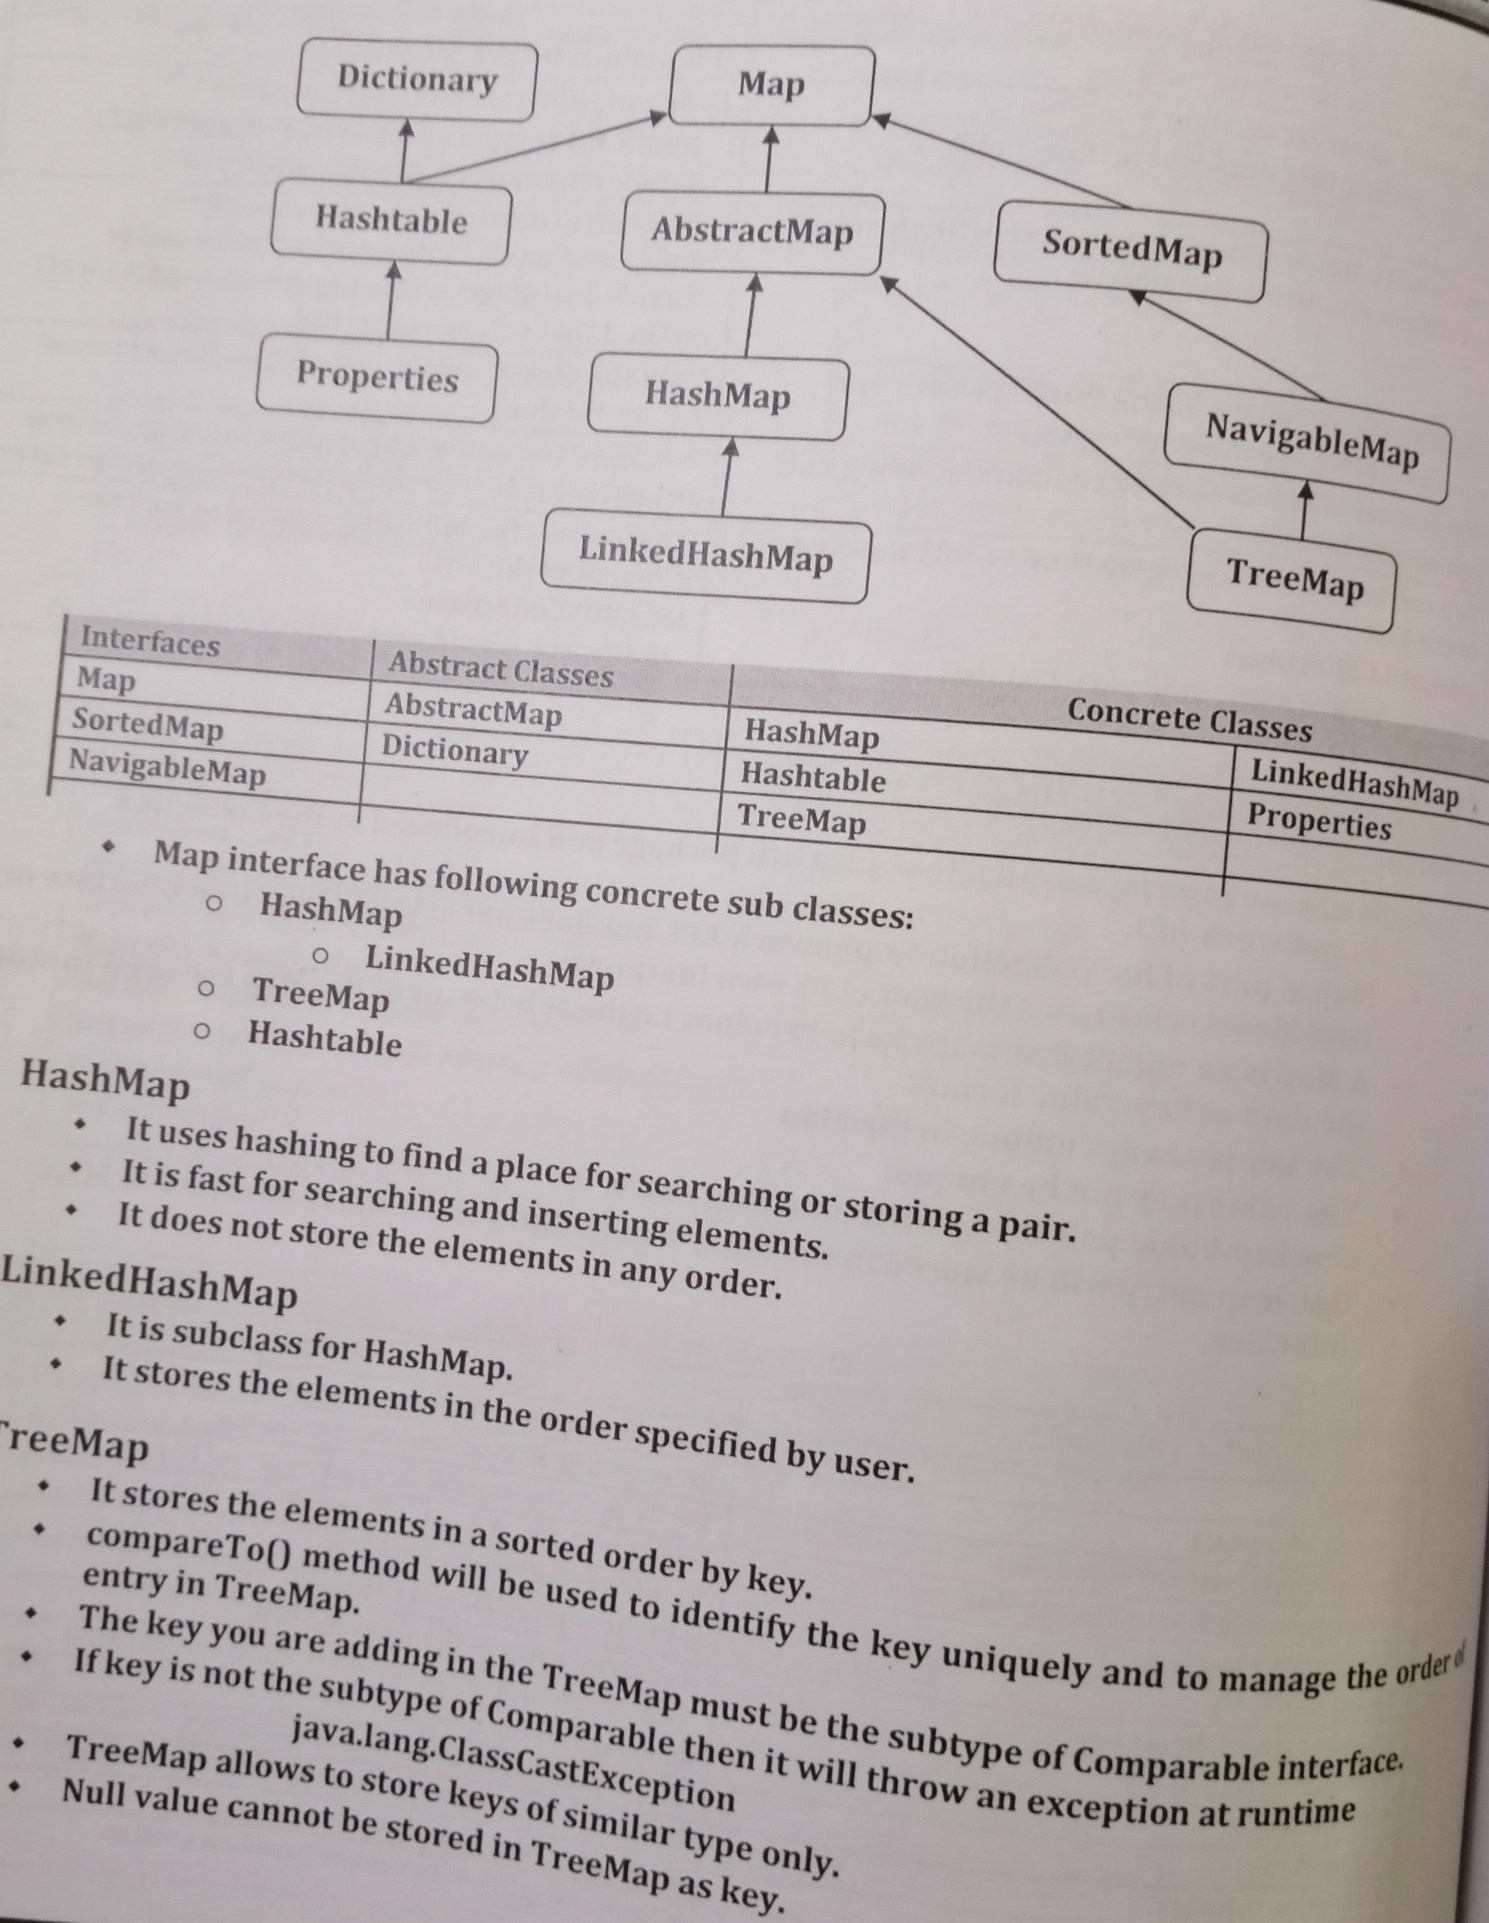 Dictionary
Map
Hashtable
AbstractMap
SortedMap
Properties
HashMap
NavigableMap
LinkedHashMap
TreeMap
Interfaces Abstract Classes Concrete Classes
Map AbstractMap HashMap LinkedHashMap
SortedMap Dictionary Hashtable Properties
NavigableMap TreeMap
• Map interface has following concrete sub classes:
o HashMap
o LinkedHashMap
o TreeMap
o Hashtable
HashMap
• It uses hashing to find a place for searching or storing a pair.
• It is fast for searching and inserting elements.
• It does not store the elements in any order.
LinkedHashMap
• It is subclass for HashMap.
• It stores the elements in the order specified by user.
TreeMap
• It stores the elements in a sorted order by key.
• compareTo() method will be used to identify the key uniquely and to manage the order of
entry in TreeMap.
• The key you are adding in the TreeMap must be the subtype of Comparable interface.
• If key is not the subtype of Comparable then it will throw an exception at runtime
java.lang.ClassCastException
• TreeMap allows to store keys of similar type only.
• Null value cannot be stored in TreeMap as key.